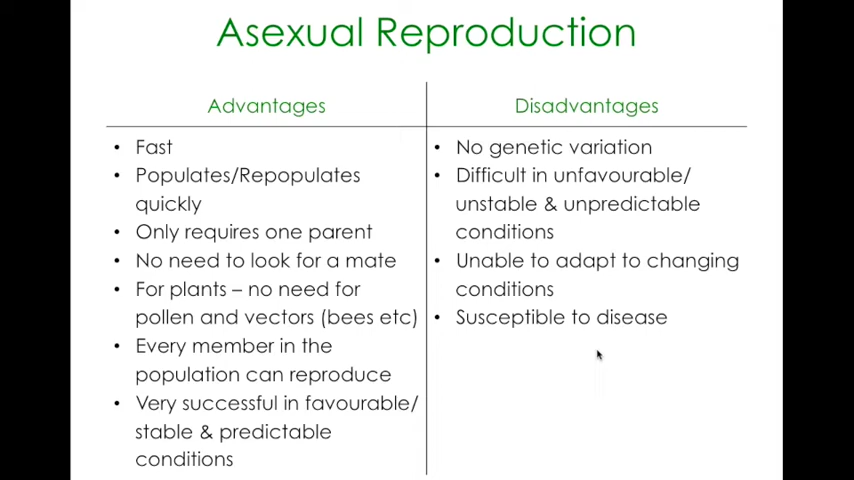 Asexual Reproduction
Advantages
• Fast
• Populates/Repopulates
quickly
• Only requires one parent
• No need to look for a mate
• For plants – no need for
pollen and vectors (bees etc)
• Every member in the
population can reproduce
• Very successful in favourable/
stable & predictable
conditions
Disadvantages
• No genetic variation
• Difficult in unfavourable/
unstable & unpredictable
conditions
• Unable to adapt to changing
conditions
• Susceptible to disease